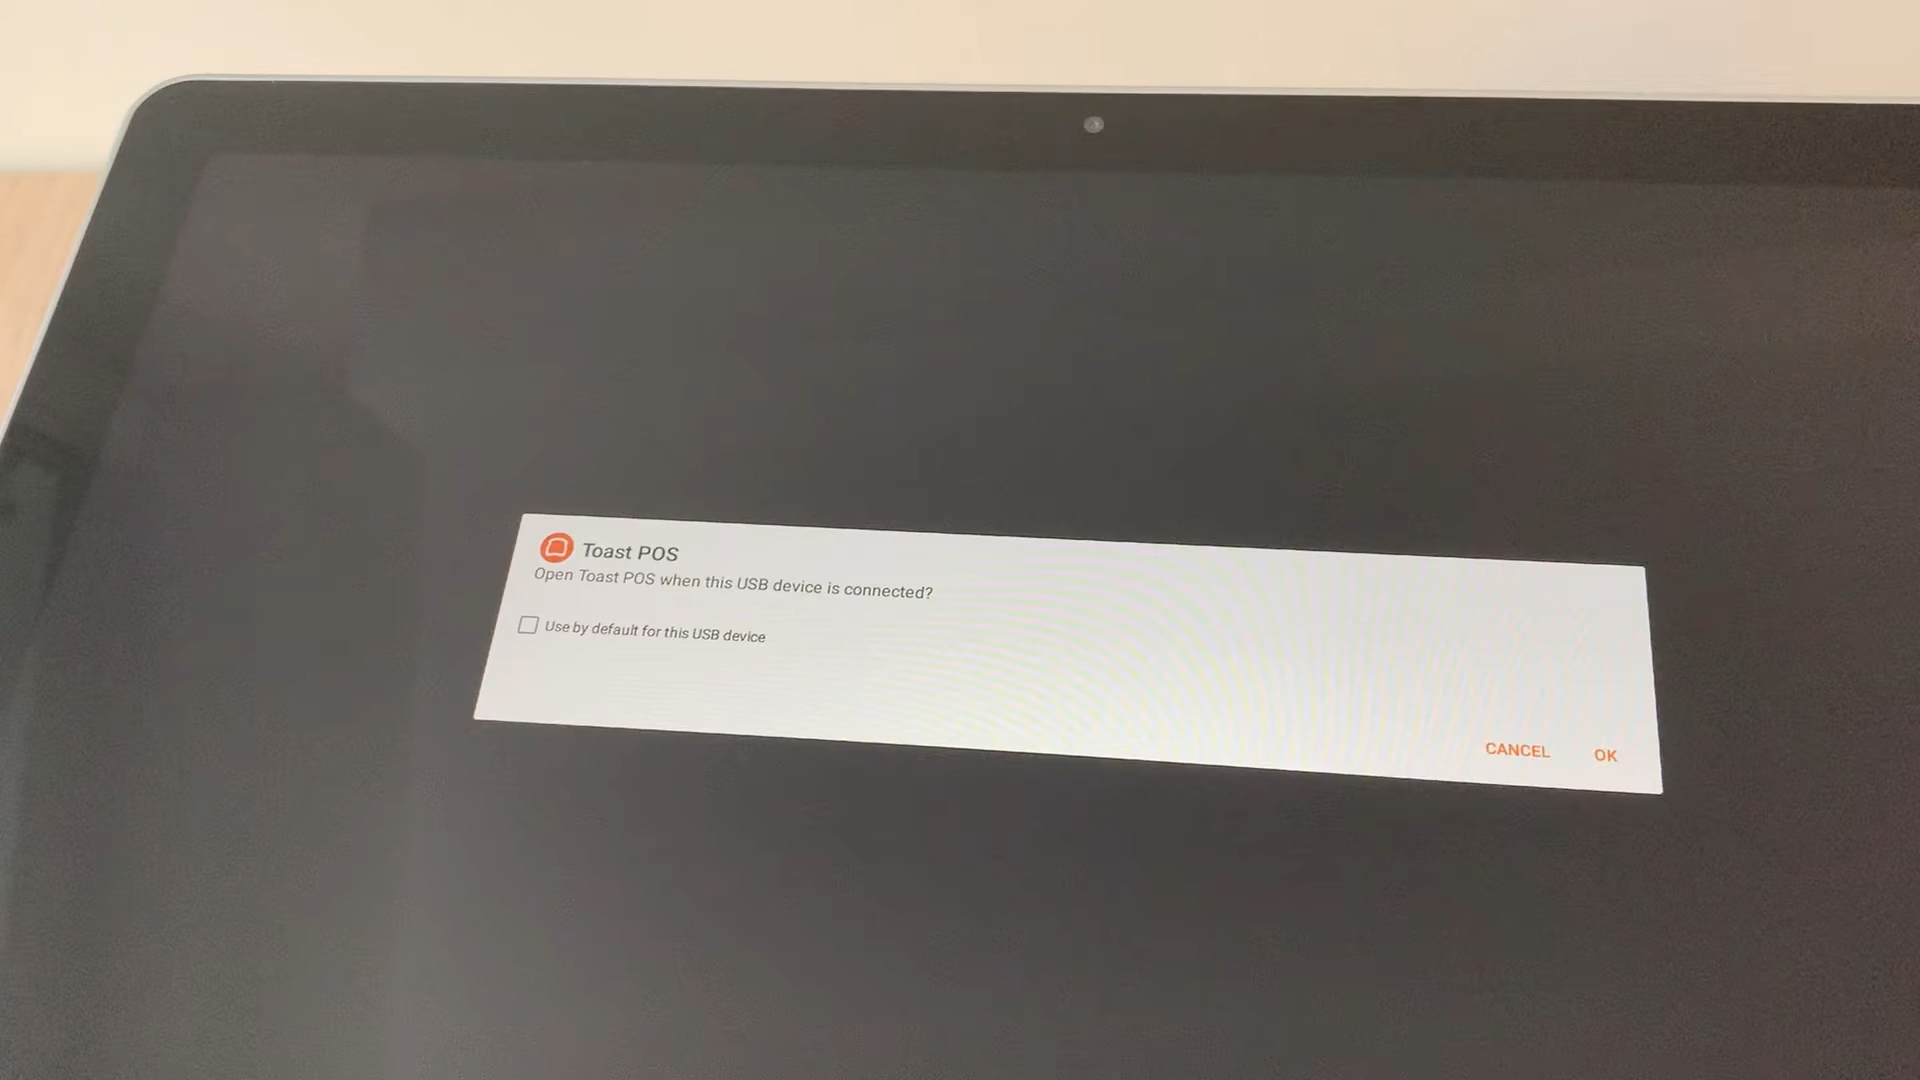 Toast POS
Open Toast POS when this USB device is connected?
Use by default for this USB device
CANCEL OK